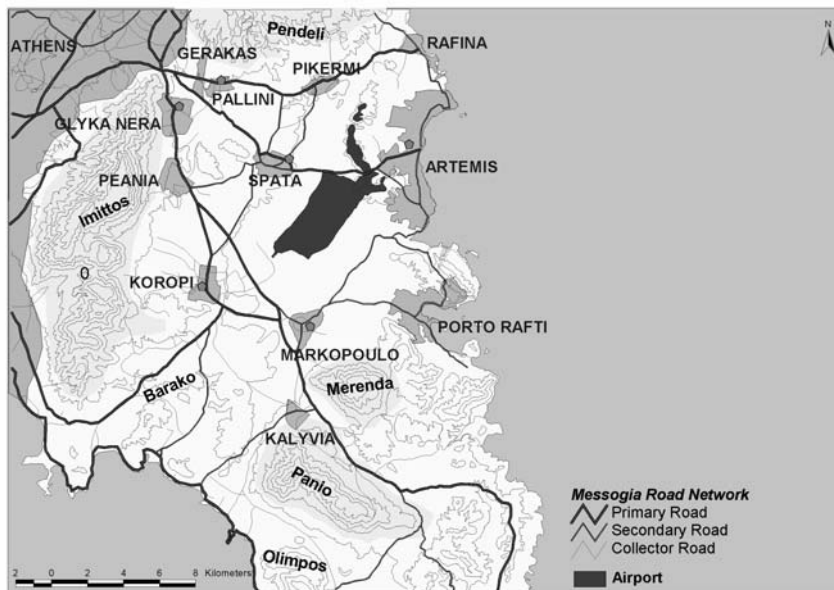 Pendeli
N
ATHENS
GERAKAS
RAFINA
PIKERMI
PALLINI
GLYKA NERA
PEANIA
SPATA
ARTEMIS
Imittos
0
KOROPI
PORTO RAFTI
MARKOPOULO
Barako
Merenda
KALYVIA
Panio
Olimpos
Messogia Road Network
Primary Road
Secondary Road
Collector Road
Airport
2 0 2 4 6 8 Kilometers